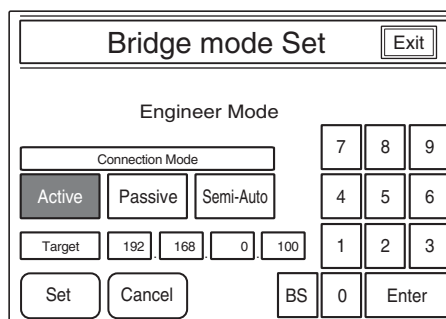 Bridge mode Set Exit
Engineer Mode
Connection Mode
Active Passive Semi-Auto
Target 192. 168. 0. 100
Set Cancel
7 8 9
4 5 6
1 2 3
BS 0 Enter